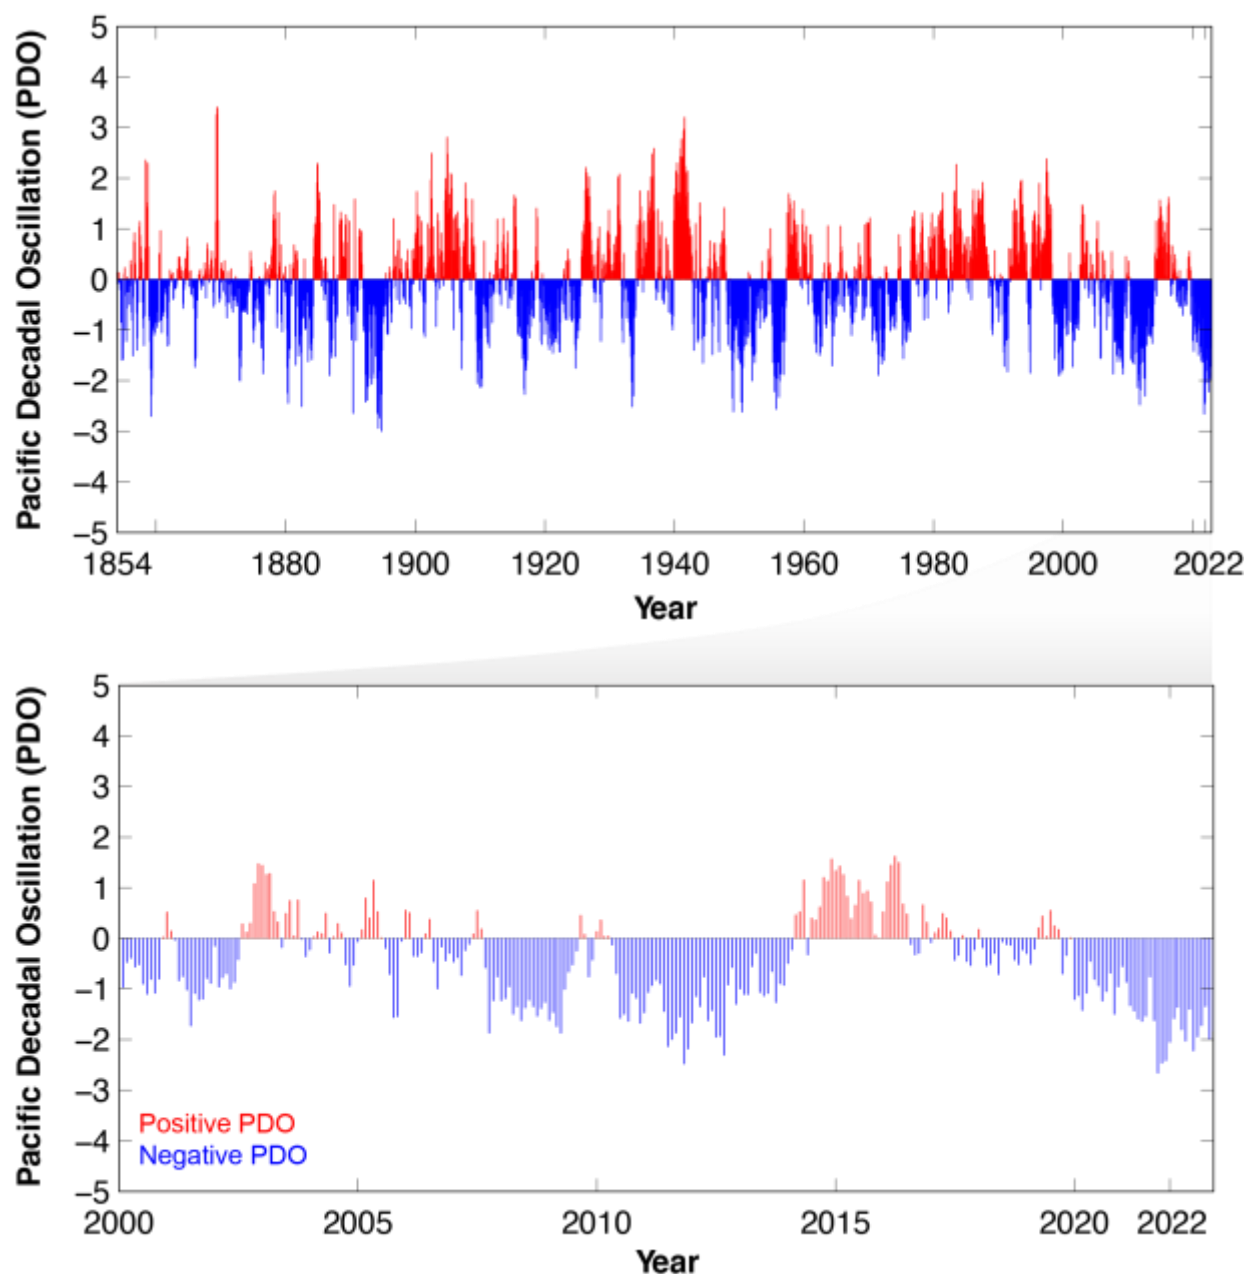 Pacific Decadal Oscillation (PDO)
5
4
3
2
1
0
−1
−2
−3
−4
−5
1854 1880 1900 1920 1940 1960 1980 2000 2022
Year
Pacific Decadal Oscillation (PDO)
5
4
3
2
1
0
−1
−2
−3
−4
−5
Positive PDO
Negative PDO
2000 2005 2010 2015 2020 2022
Year